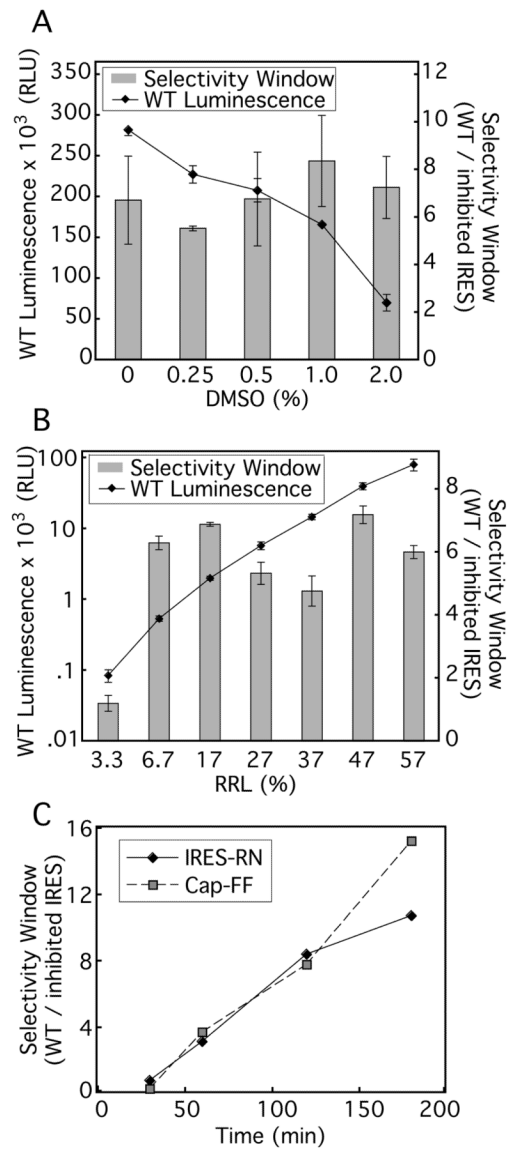 A
WT Luminescence x 10³ (RLU)
350
300
250
200
150
100
50
0
Selectivity Window
WT Luminescence
12
10
8
6
4
2
0
Selectivity Window
(WT / inhibited IRES)
0 0.25 0.5 1.0 2.0
DMSO (%)
B
WT Luminescence x 10³ (RLU)
100
10
1
.1
.01
Selectivity Window
WT Luminescence
8
6
4
2
0
Selectivity Window
(WT / inhibited IRES)
3.3 6.7 17 27 37 47 57
RRL (%)
C
Selectivity Window
(WT / inhibited IRES)
16
12
8
4
0
IRES-RN
Cap-FF
0 50 100 150 200
Time (min)